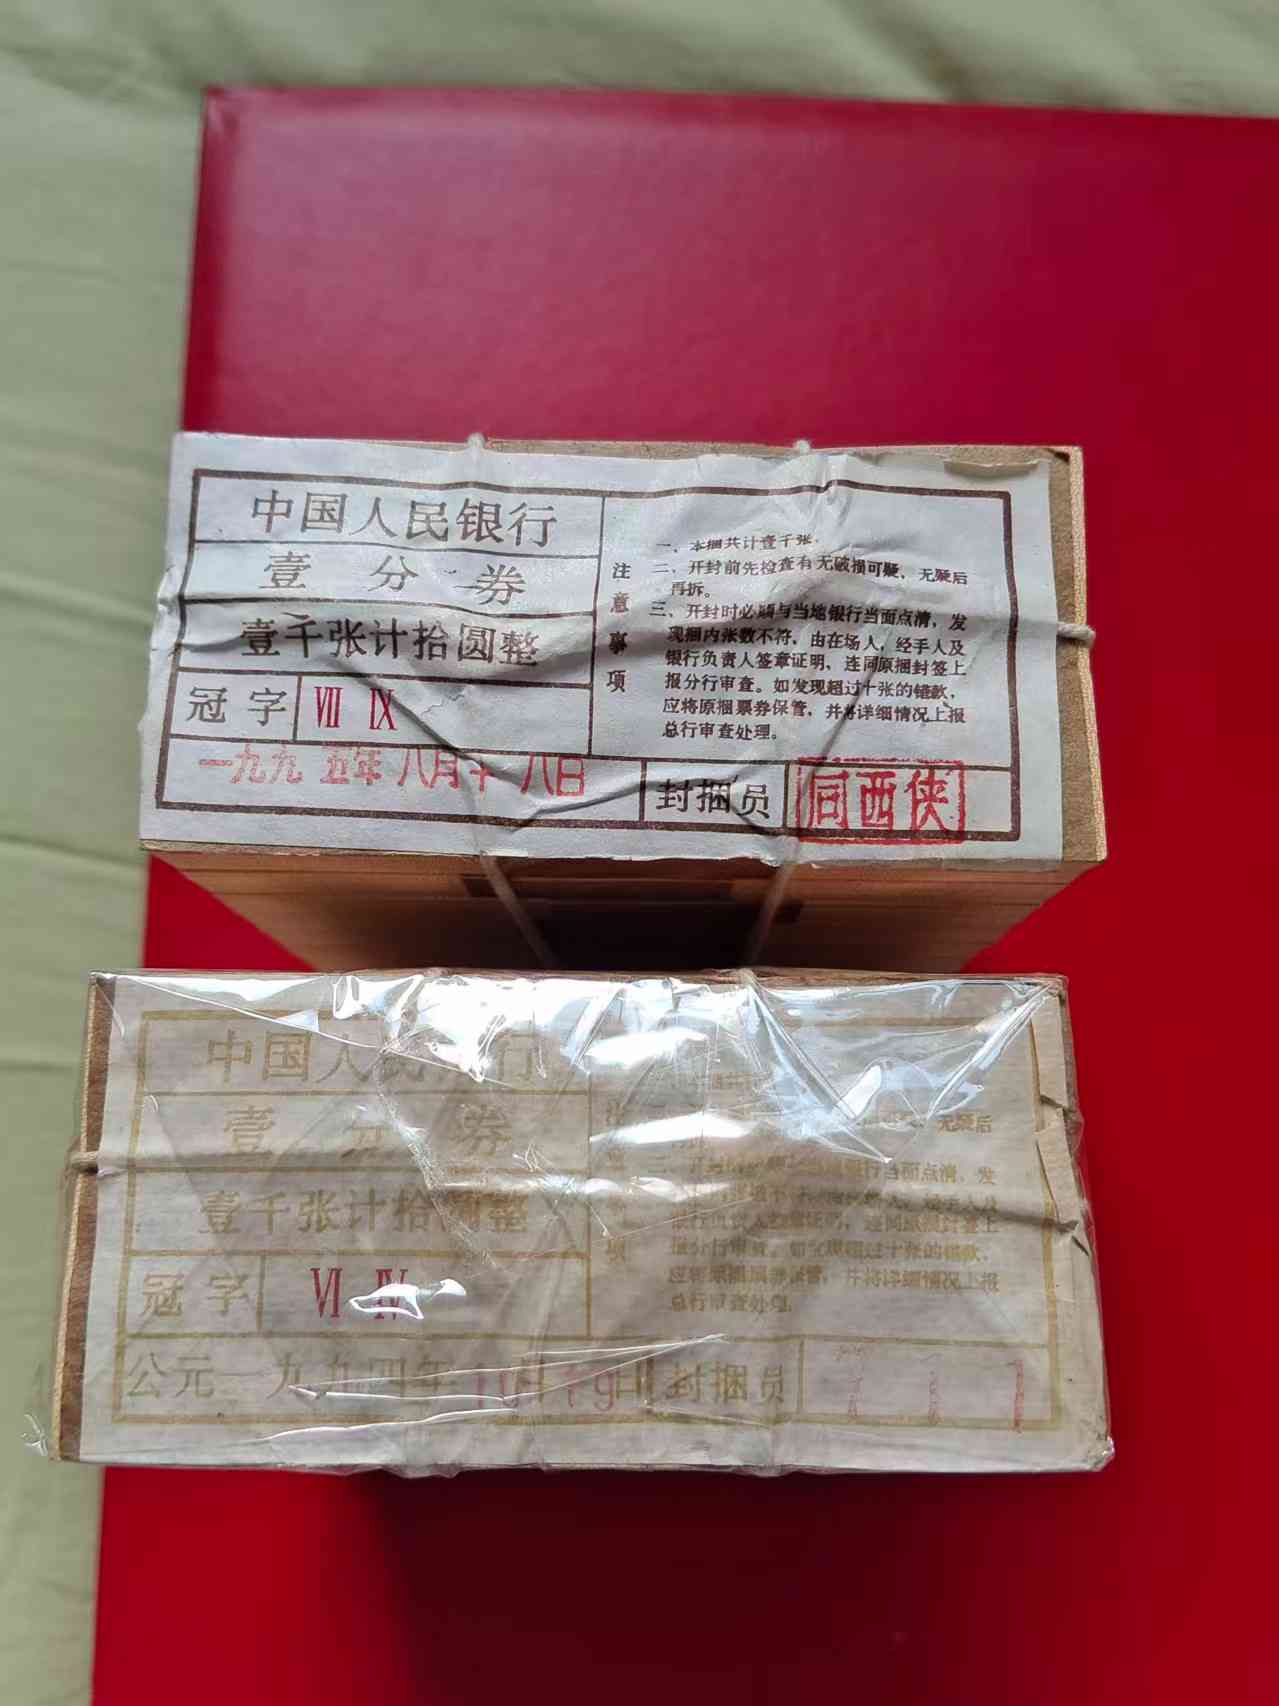 中国人民银行
壹分券
壹千张计拾圆整
冠字 Ⅶ Ⅸ
一九九五年八月十八日
注意事项
一、本捆共计壹千张。
二、开封前先检查有无破损可疑，无疑后
再拆。
三、开封时必须与当地银行当面点清，发
现捆内张数不符，由在场人，经手人及
银行负责人签章证明，连同原捆封签上
报分行审查。如发现超过十张的错款，
应将原捆票券保管，并将详细情况上报
总行审查处理。
封捆员 同西侠
中国人民 行
壹分券
壹千张计拾圆整
冠字 Ⅵ Ⅳ
公元一九九四年
项
无疑后
三、开封时 银行当面点清，发
连同原捆封签上
报分行审查。如发现超过十张的错款，
应将原捆票券保管，并将详细情况上报
总行审查处理。
封捆员